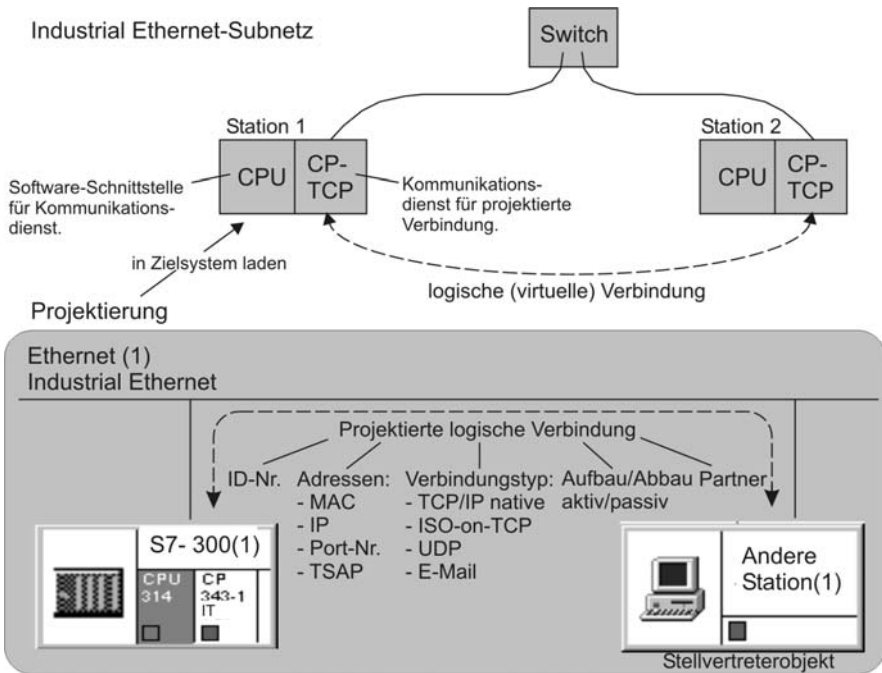 Industrial Ethernet-Subnetz
Switch
Station 1
Station 2
CPU
CP-
TCP
CPU
CP-
TCP
Software-Schnittstelle
für Kommunikations-
dienst.
Kommunikations-
dienst für projektierte
Verbindung.
in Zielsystem laden
logische (virtuelle) Verbindung
Projektierung
Ethernet (1)
Industrial Ethernet
Projektierte logische Verbindung
ID-Nr.
Adressen:
- MAC
- IP
- Port-Nr.
- TSAP
Verbindungstyp:
- TCP/IP native
- ISO-on-TCP
- UDP
- E-Mail
Aufbau/Abbau
aktiv/passiv
Partner
S7- 300(1)
CPU
314
CP
343-1
IT
Andere
Station(1)
Stellvertreterobjekt